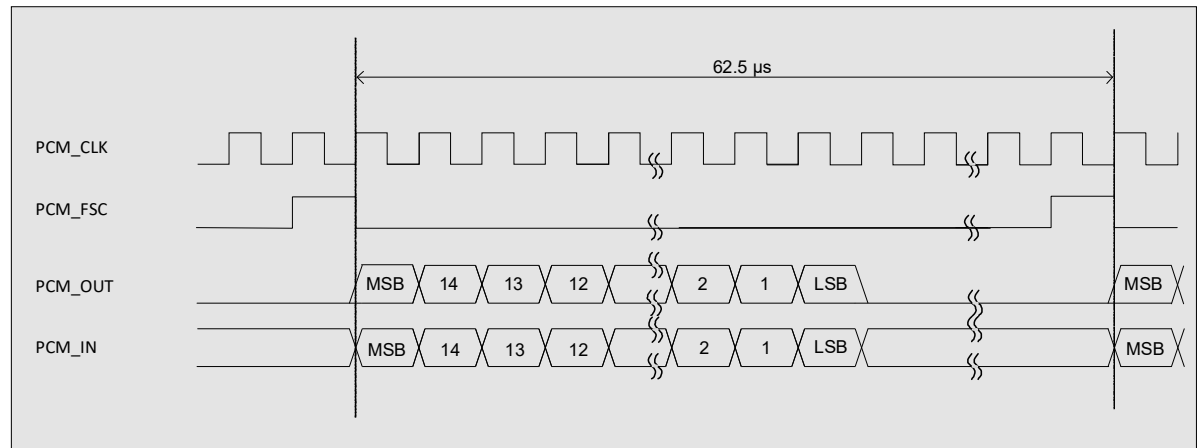 62.5 µs
PCM_CLK
PCM_FSC
PCM_OUT MSB 14 13 12 2 1 LSB MSB
PCM_IN MSB 14 13 12 2 1 LSB MSB